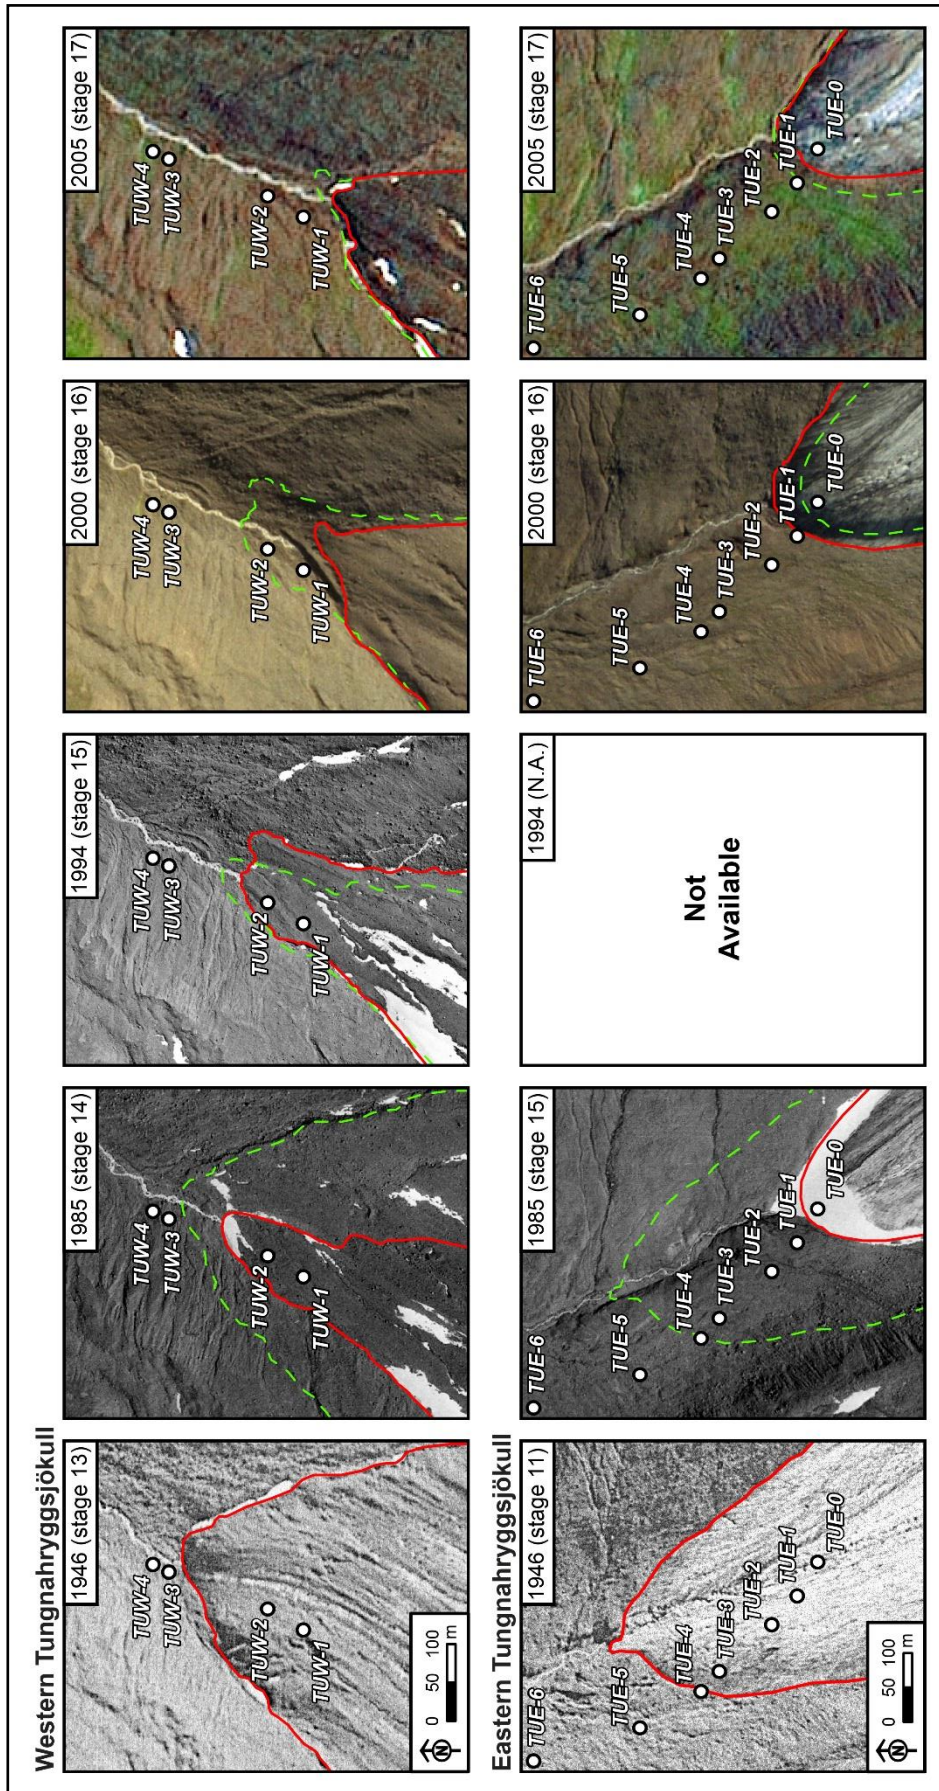 Western Tungnahryggsjökull
1946 (stage 13)
TUW-4
TUW-3
TUW-2
TUW-1
0 50 100
m
N
1985 (stage 14)
TUW-4
TUW-3
TUW-2
TUW-1
1994 (stage 15)
TUW-4
TUW-3
TUW-2
TUW-1
2000 (stage 16)
TUW-4
TUW-3
TUW-2
TUW-1
2005 (stage 17)
TUW-4
TUW-3
TUW-2
TUW-1
Eastern Tungnahryggsjökull
1946 (stage 11)
TUE-6
TUE-5
TUE-4
TUE-3
TUE-2
TUE-1
TUE-0
0 50 100
m
N
1985 (stage 15)
TUE-6
TUE-5
TUE-4
TUE-3
TUE-2
TUE-1
TUE-0
1994 (N.A.)
Not
Available
2000 (stage 16)
TUE-6
TUE-5
TUE-4
TUE-3
TUE-2
TUE-1
TUE-0
2005 (stage 17)
TUE-6
TUE-5
TUE-4
TUE-3
TUE-2
TUE-1
TUE-0